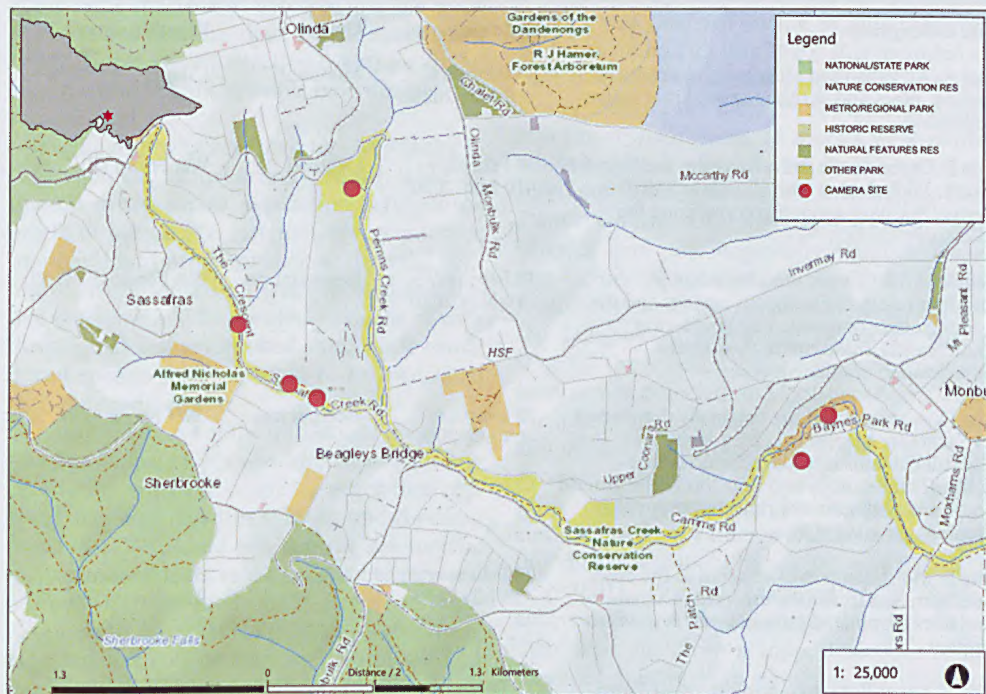 Olinda
Gardens of the
Dandenongs
R J Hamer
Forest Arboretum
Chalet Rd
Olinda Monbulk Rd
Mccarthy Rd
Legend
NATIONAL/STATE PARK
NATURE CONSERVATION RES
METRO/REGIONAL PARK
HISTORIC RESERVE
NATURAL FEATURES RES
OTHER PARK
CAMERA SITE
Invermay Rd
Mt Pleasant Rd
The Crescent
Perrins Creek Rd
Sassafras
HSF
Alfred Nicholas
Memorial
Gardens
Creek Rd
Monbu
Baynes Park Rd
Beagleys Bridge
Upper Coonara Rd
Moxhams Rd
Sherbrooke
Camms Rd
Sassafras Creek
Nature
Conservation
Reserve
Rd
The Patch
Sherbrooke Falls
bulk Rd
ers Rd
1.3 0 Distance / 2 1.3 Kilometers
1: 25,000